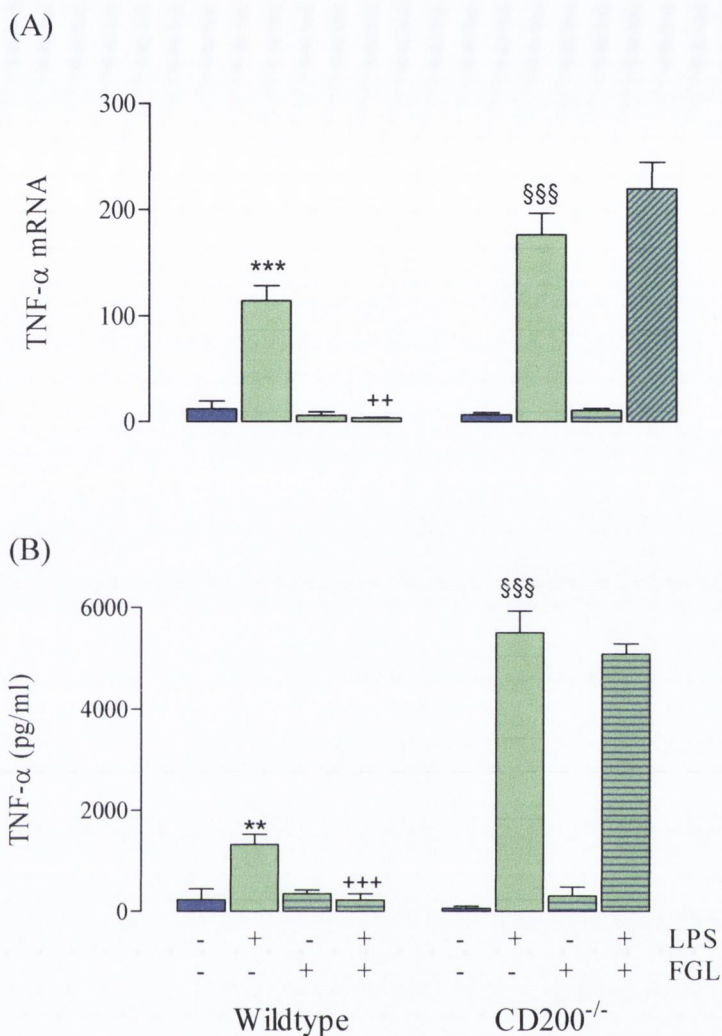 (A)
300
200
100
0
TNF-α mRNA
***
++
§§§
(B)
6000
4000
2000
0
TNF-α (pg/ml)
**
+++
§§§
- + - + - + - + LPS
- - + + - - + + FGL
Wildtype CD200-/-